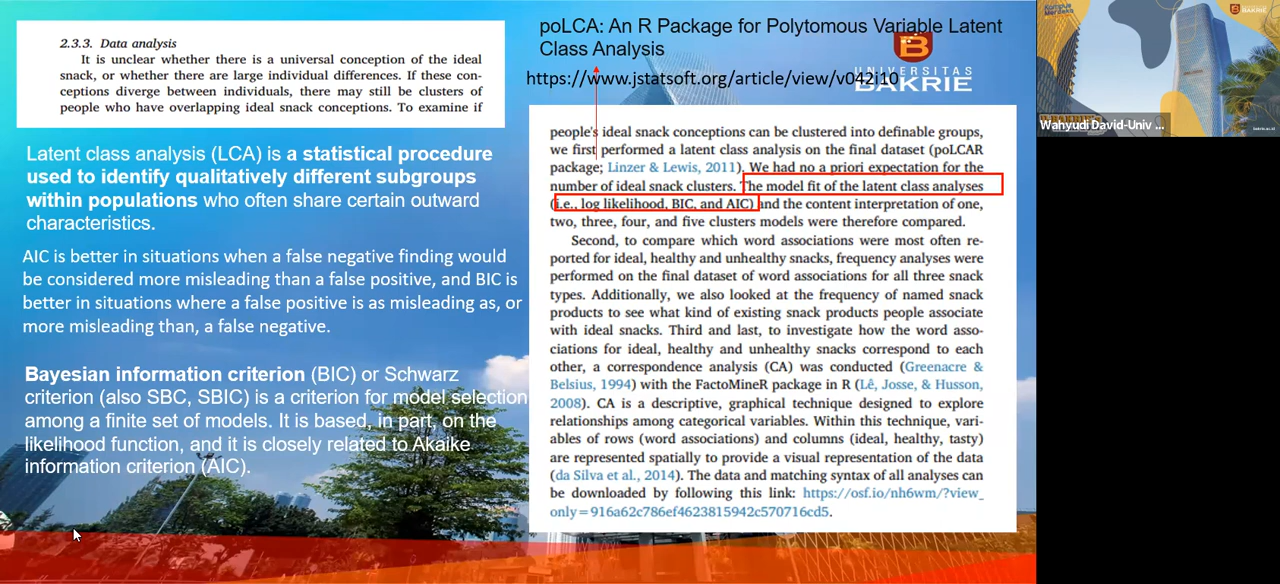 2.3.3. Data analysis
It is unclear whether there is a universal conception of the ideal
snack, or whether there are large individual differences. If these con-
ceptions diverge between individuals, there may still be clusters of
people who have overlapping ideal snack conceptions. To examine if
Latent class analysis (LCA) is a statistical procedure
used to identify qualitatively different subgroups
within populations who often share certain outward
characteristics.
AIC is better in situations when a false negative finding would
be considered more misleading than a false positive, and BIC is
better in situations where a false positive is as misleading as, or
more misleading than, a false negative.
Bayesian information criterion (BIC) or Schwarz
criterion (also SBC, SBIC) is a criterion for model selection
among a finite set of models. It is based, in part, on the
likelihood function, and it is closely related to Akaike
information criterion (AIC).
poLCA: An R Package for Polytomous Variable Latent
Class Analysis
https://www.jstatsoft.org/article/view/v042i10
UNIVERSITAS
BAKRIE
people's ideal snack conceptions can be clustered into definable groups,
we first performed a latent class analysis on the final dataset (poLCAR
package; Linzer & Lewis, 2011). We had no a priori expectation for the
number of ideal snack clusters. The model fit of the latent class analyses
(i.e., log likelihood, BIC, and AIC) and the content interpretation of one,
two, three, four, and five clusters models were therefore compared.
Second, to compare which word associations were most often re-
ported for ideal, healthy and unhealthy snacks, frequency analyses were
performed on the final dataset of word associations for all three snack
types. Additionally, we also looked at the frequency of named snack
products to see what kind of existing snack products people associate
with ideal snacks. Third and last, to investigate how the word asso-
ciations for ideal, healthy and unhealthy snacks correspond to each
other, a correspondence analysis (CA) was conducted (Greenacre &
Belsius, 1994) with the FactoMineR package in R (Lê, Josse, & Husson,
2008). CA is a descriptive, graphical technique designed to explore
relationships among categorical variables. Within this technique, vari-
ables of rows (word associations) and columns (ideal, healthy, tasty)
are represented spatially to provide a visual representation of the data
(da Silva et al., 2014). The data and matching syntax of all analyses can
be downloaded by following this link: https://osf.io/nh6wm/?view_
only=916a62c786ef4623815942c570716cd5.
Kampus
Merdeka
BAKRIE
Wahyudi David-Univ ...